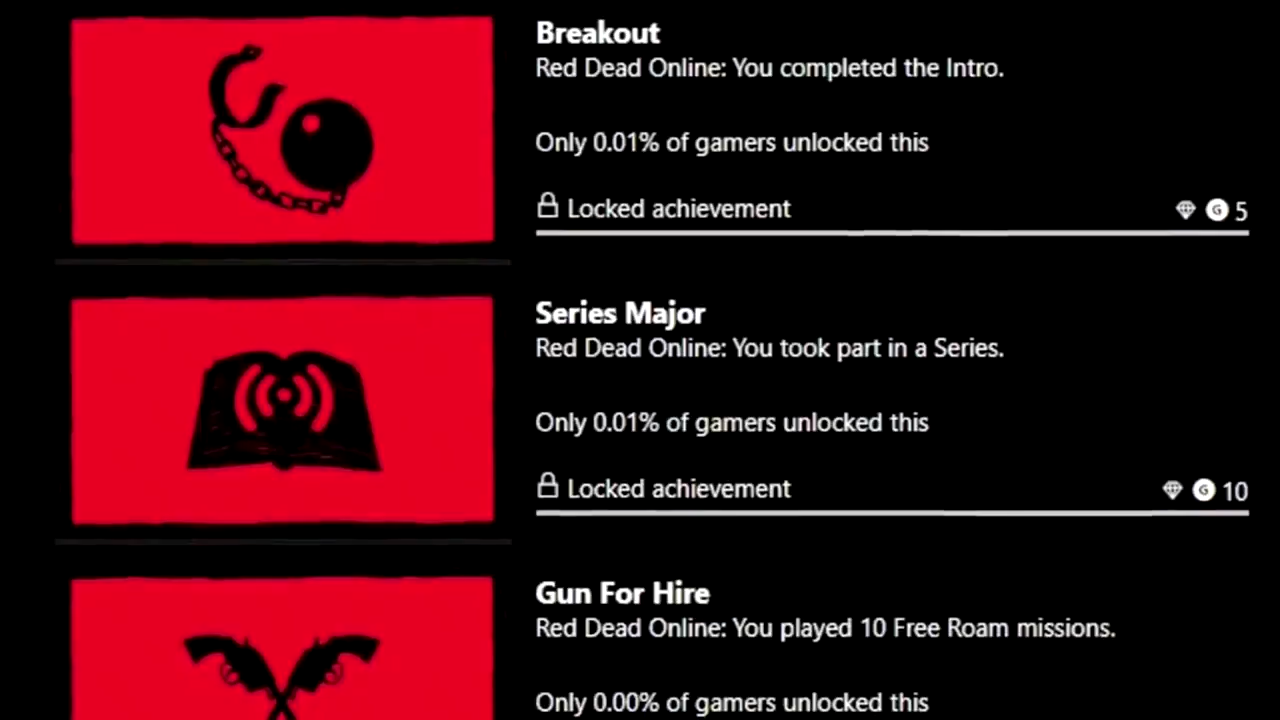 Breakout
Red Dead Online: You completed the Intro.
Only 0.01% of gamers unlocked this
Locked achievement
G 5
Series Major
Red Dead Online: You took part in a Series.
Only 0.01% of gamers unlocked this
Locked achievement
G 10
Gun For Hire
Red Dead Online: You played 10 Free Roam missions.
Only 0.00% of gamers unlocked this